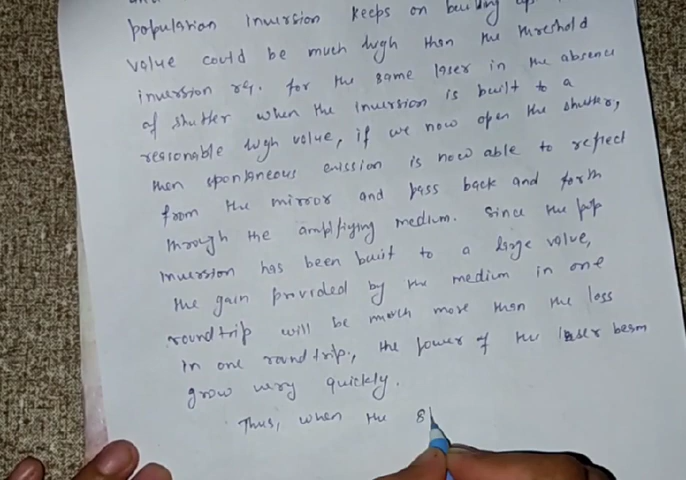 population inversion keeps on building up
value could be much high then the threshold
inversion rq. for the same laser in the absence
of shutter when the inversion is built to a
reasonable high value, if we now open the shutter,
then spontaneous emission is now able to reflect
from the mirror and pass back and forth
through the amplifying medium. Since the pop
inversion has been built to a large value,
the gain provided by the medium in one
round trip will be much more then the loss
in one round trip., the power of the laser beam
grow very quickly.
Thus, when the s